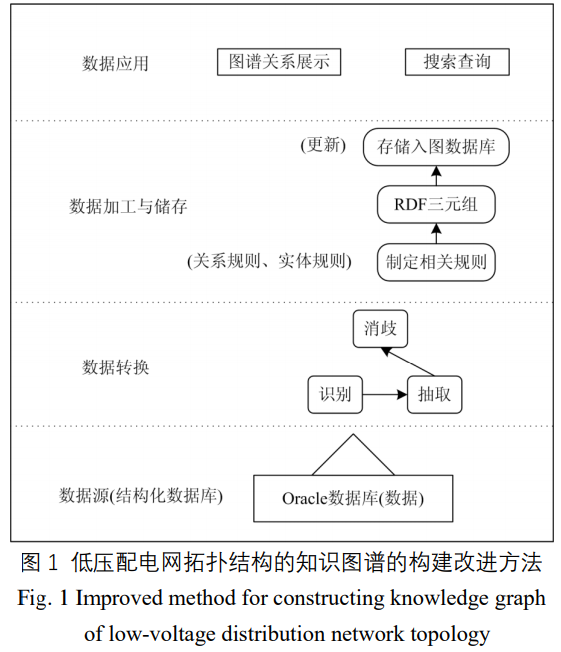 数据应用
图谱关系展示
搜索查询
(更新)
存储入图数据库
数据加工与储存
RDF三元组
(关系规则、实体规则)
制定相关规则
消歧
数据转换
识别
抽取
数据源(结构化数据库)
Oracle数据库(数据)
图 1 低压配电网拓扑结构的知识图谱的构建改进方法
Fig. 1 Improved method for constructing knowledge graph
of low-voltage distribution network topology